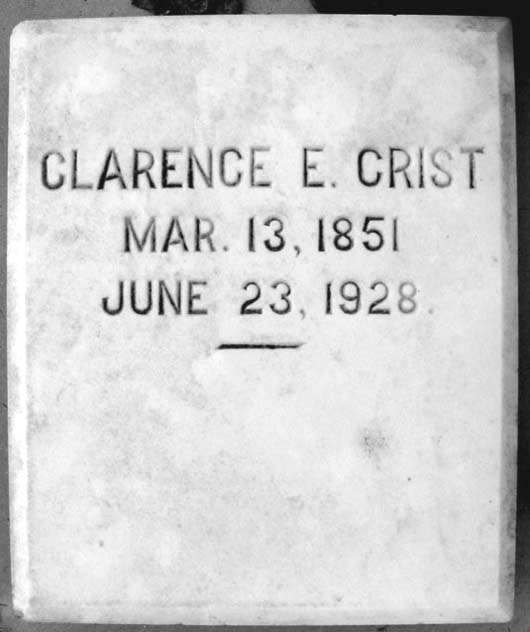 CLARENCE E. CRIST
MAR. 13, 1851
JUNE 23, 1928.